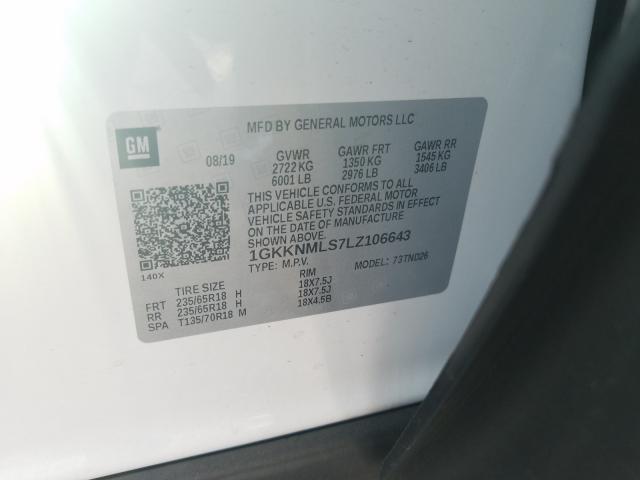 MFD BY GENERAL MOTORS LLC
GM
08/19 GVWR GAWR FRT GAWR RR
2722 KG 1350 KG 1545 KG
6001 LB 2976 LB 3406 LB
THIS VEHICLE CONFORMS TO ALL
APPLICABLE U.S. FEDERAL MOTOR
VEHICLE SAFETY STANDARDS IN EFFECT
ON THE DATE OF MANUFACTURE
SHOWN ABOVE.
1GKKNMLS7LZ106643
TYPE: M.P.V. MODEL: 73TND26
140X
TIRE SIZE RIM
FRT 235/65R18 H 18X7.5J
RR 235/65R18 H 18X7.5J
SPA T135/70R18 M 18X4.5B